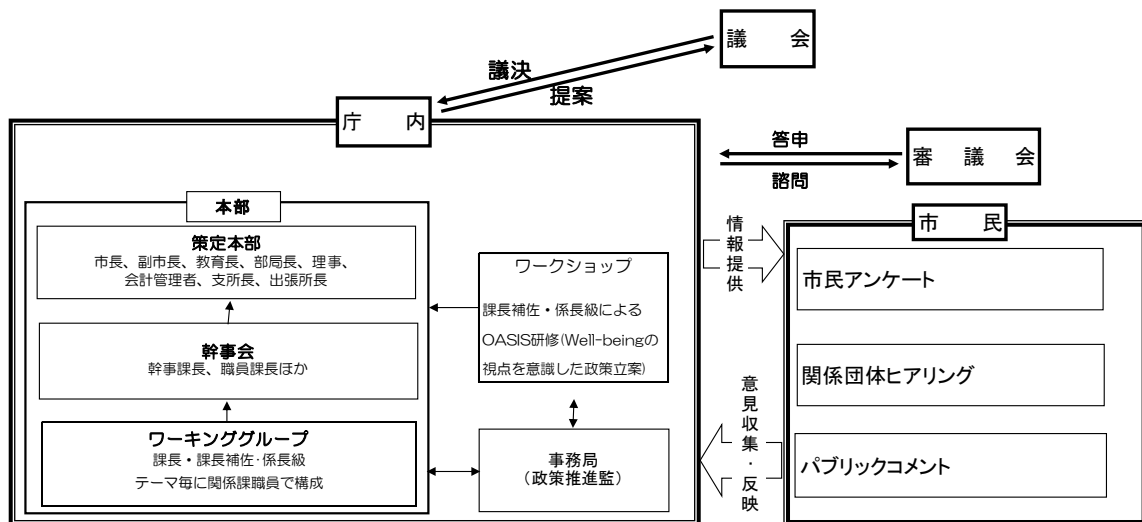 議　会
議決
提案
庁　内
答申
諮問
審　議　会
本部
策定本部
市長、副市長、教育長、部局長、理事、
会計管理者、支所長、出張所長
幹事会
幹事課長、職員課長ほか
ワーキンググループ
課長・課長補佐・係長級
テーマ毎に関係課職員で構成
ワークショップ
課長補佐・係長級による
OASIS研修(Well-beingの
視点を意識した政策立案)
事務局
（政策推進監）
情報提供
意見収集・反映
市　民
市民アンケート
関係団体ヒアリング
パブリックコメント